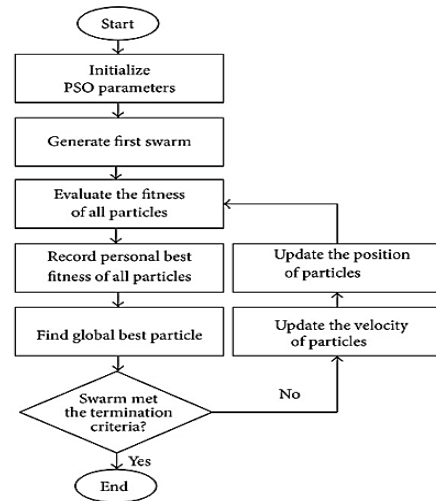 Start
Initialize
PSO parameters
Generate first swarm
Evaluate the fitness
of all particles
Record personal best
fitness of all particles
Update the position
of particles
Find global best particle
Update the velocity
of particles
Swarm met
the termination
criteria?
No
Yes
End